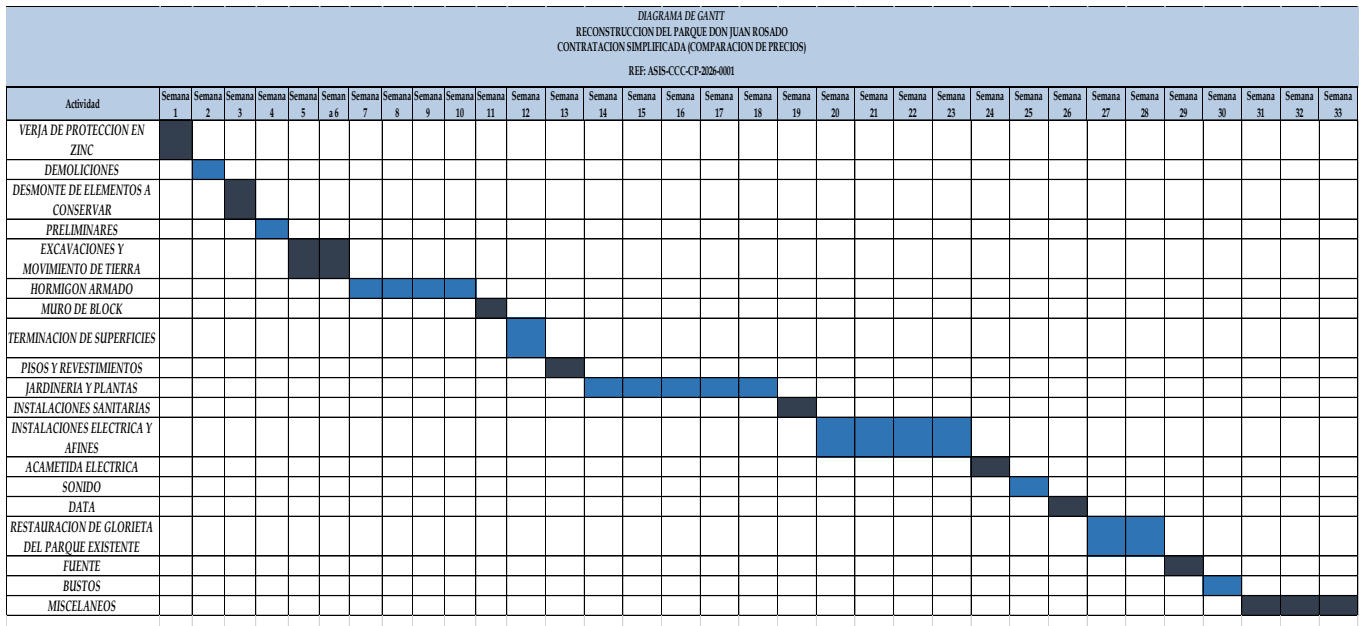 DIAGRAMA DE GANTT
RECONSTRUCCION DEL PARQUE DON JUAN ROSADO
CONTRATACION SIMPLIFICADA (COMPARACION DE PRECIOS)
REF: ASIS-CCC-CP-2026-0001
Actividad Semana 1 Semana 2 Semana 3 Semana 4 Semana 5 Seman a 6 Semana 7 Semana 8 Semana 9 Semana 10 Semana 11 Semana 12 Semana 13 Semana 14 Semana 15 Semana 16 Semana 17 Semana 18 Semana 19 Semana 20 Semana 21 Semana 22 Semana 23 Semana 24 Semana 25 Semana 26 Semana 27 Semana 28 Semana 29 Semana 30 Semana 31 Semana 32 Semana 33
VERJA DE PROTECCION EN
ZINC
DEMOLICIONES
DESMONTE DE ELEMENTOS A
CONSERVAR
PRELIMINARES
EXCAVACIONES Y
MOVIMIENTO DE TIERRA
HORMIGON ARMADO
MURO DE BLOCK
TERMINACION DE SUPERFICIES
PISOS Y REVESTIMIENTOS
JARDINERIA Y PLANTAS
INSTALACIONES SANITARIAS
INSTALACIONES ELECTRICA Y
AFINES
ACAMETIDA ELECTRICA
SONIDO
DATA
RESTAURACION DE GLORIETA
DEL PARQUE EXISTENTE
FUENTE
BUSTOS
MISCELANEOS